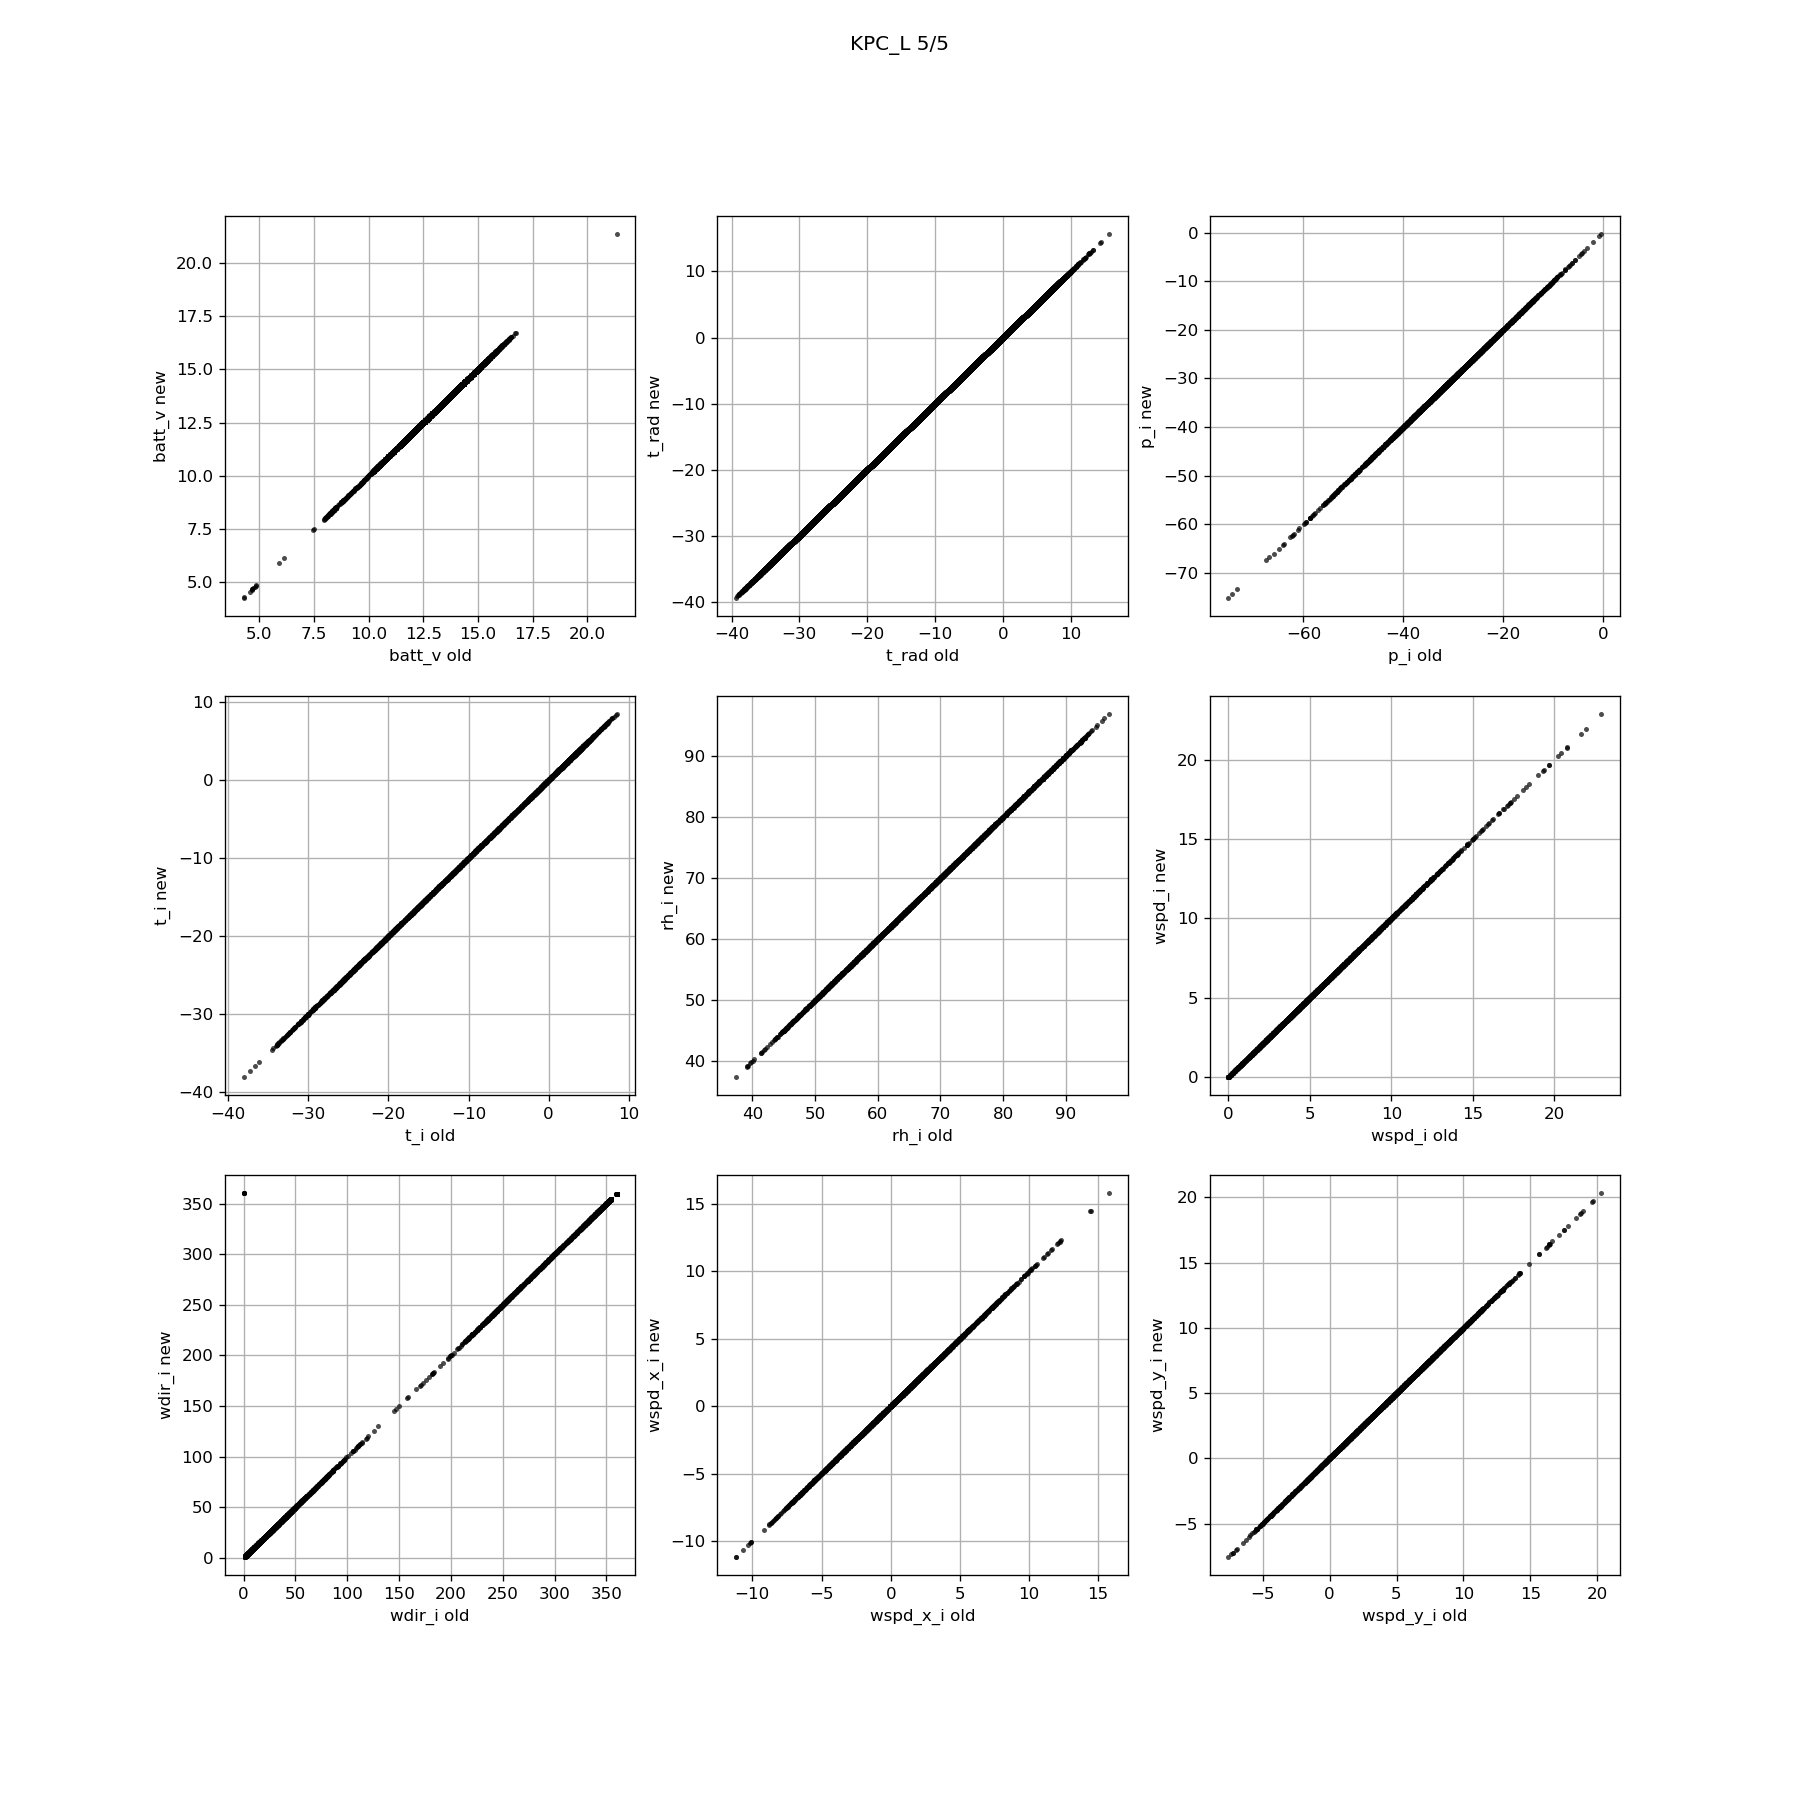 KPC_L 5/5
batt_v new
20.0
17.5
15.0
12.5
10.0
7.5
5.0
5.0 7.5 10.0 12.5 15.0 17.5 20.0
batt_v old
t_rad new
10
0
−10
−20
−30
−40
−40 −30 −20 −10 0 10
t_rad old
p_i new
0
−10
−20
−30
−40
−50
−60
−70
−60 −40 −20 0
p_i old
t_i new
10
0
−10
−20
−30
−40
−40 −30 −20 −10 0 10
t_i old
rh_i new
90
80
70
60
50
40
40 50 60 70 80 90
rh_i old
wspd_i new
20
15
10
5
0
0 5 10 15 20
wspd_i old
wdir_i new
350
300
250
200
150
100
50
0
0 50 100 150 200 250 300 350
wdir_i old
wspd_x_i new
15
10
5
0
−5
−10
−10 −5 0 5 10 15
wspd_x_i old
wspd_y_i new
20
15
10
5
0
−5
−5 0 5 10 15 20
wspd_y_i old